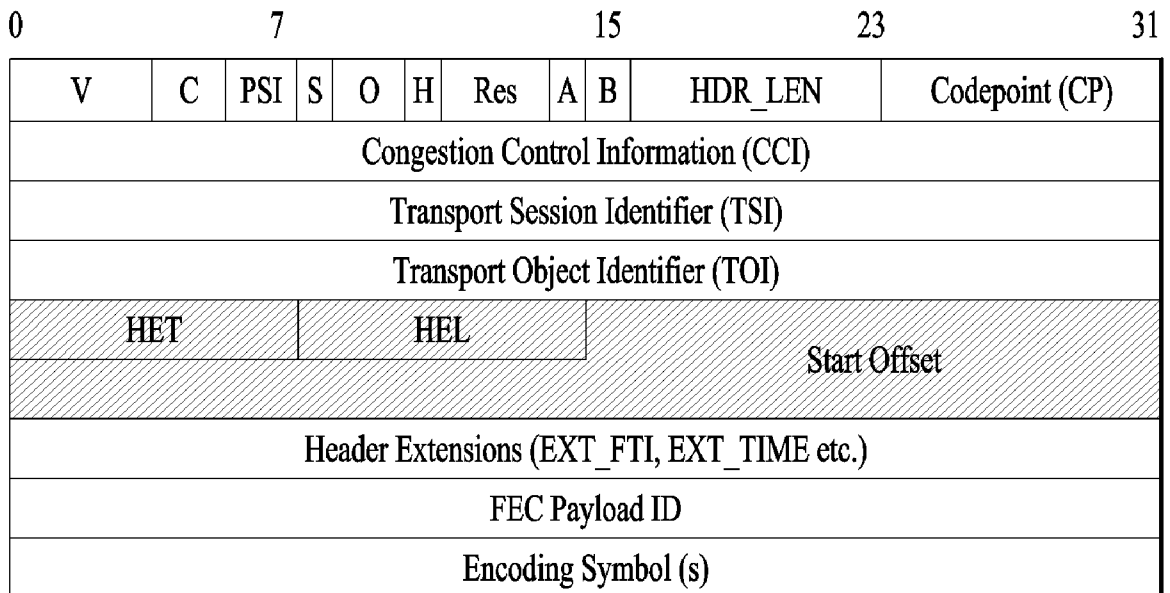 0 7 15 23 31
V C PSI S O H Res A B HDR_LEN Codepoint (CP)
Congestion Control Information (CCI)
Transport Session Identifier (TSI)
Transport Object Identifier (TOI)
HET HEL
Start Offset
Header Extensions (EXT_FTI, EXT_TIME etc.)
FEC Payload ID
Encoding Symbol (s)